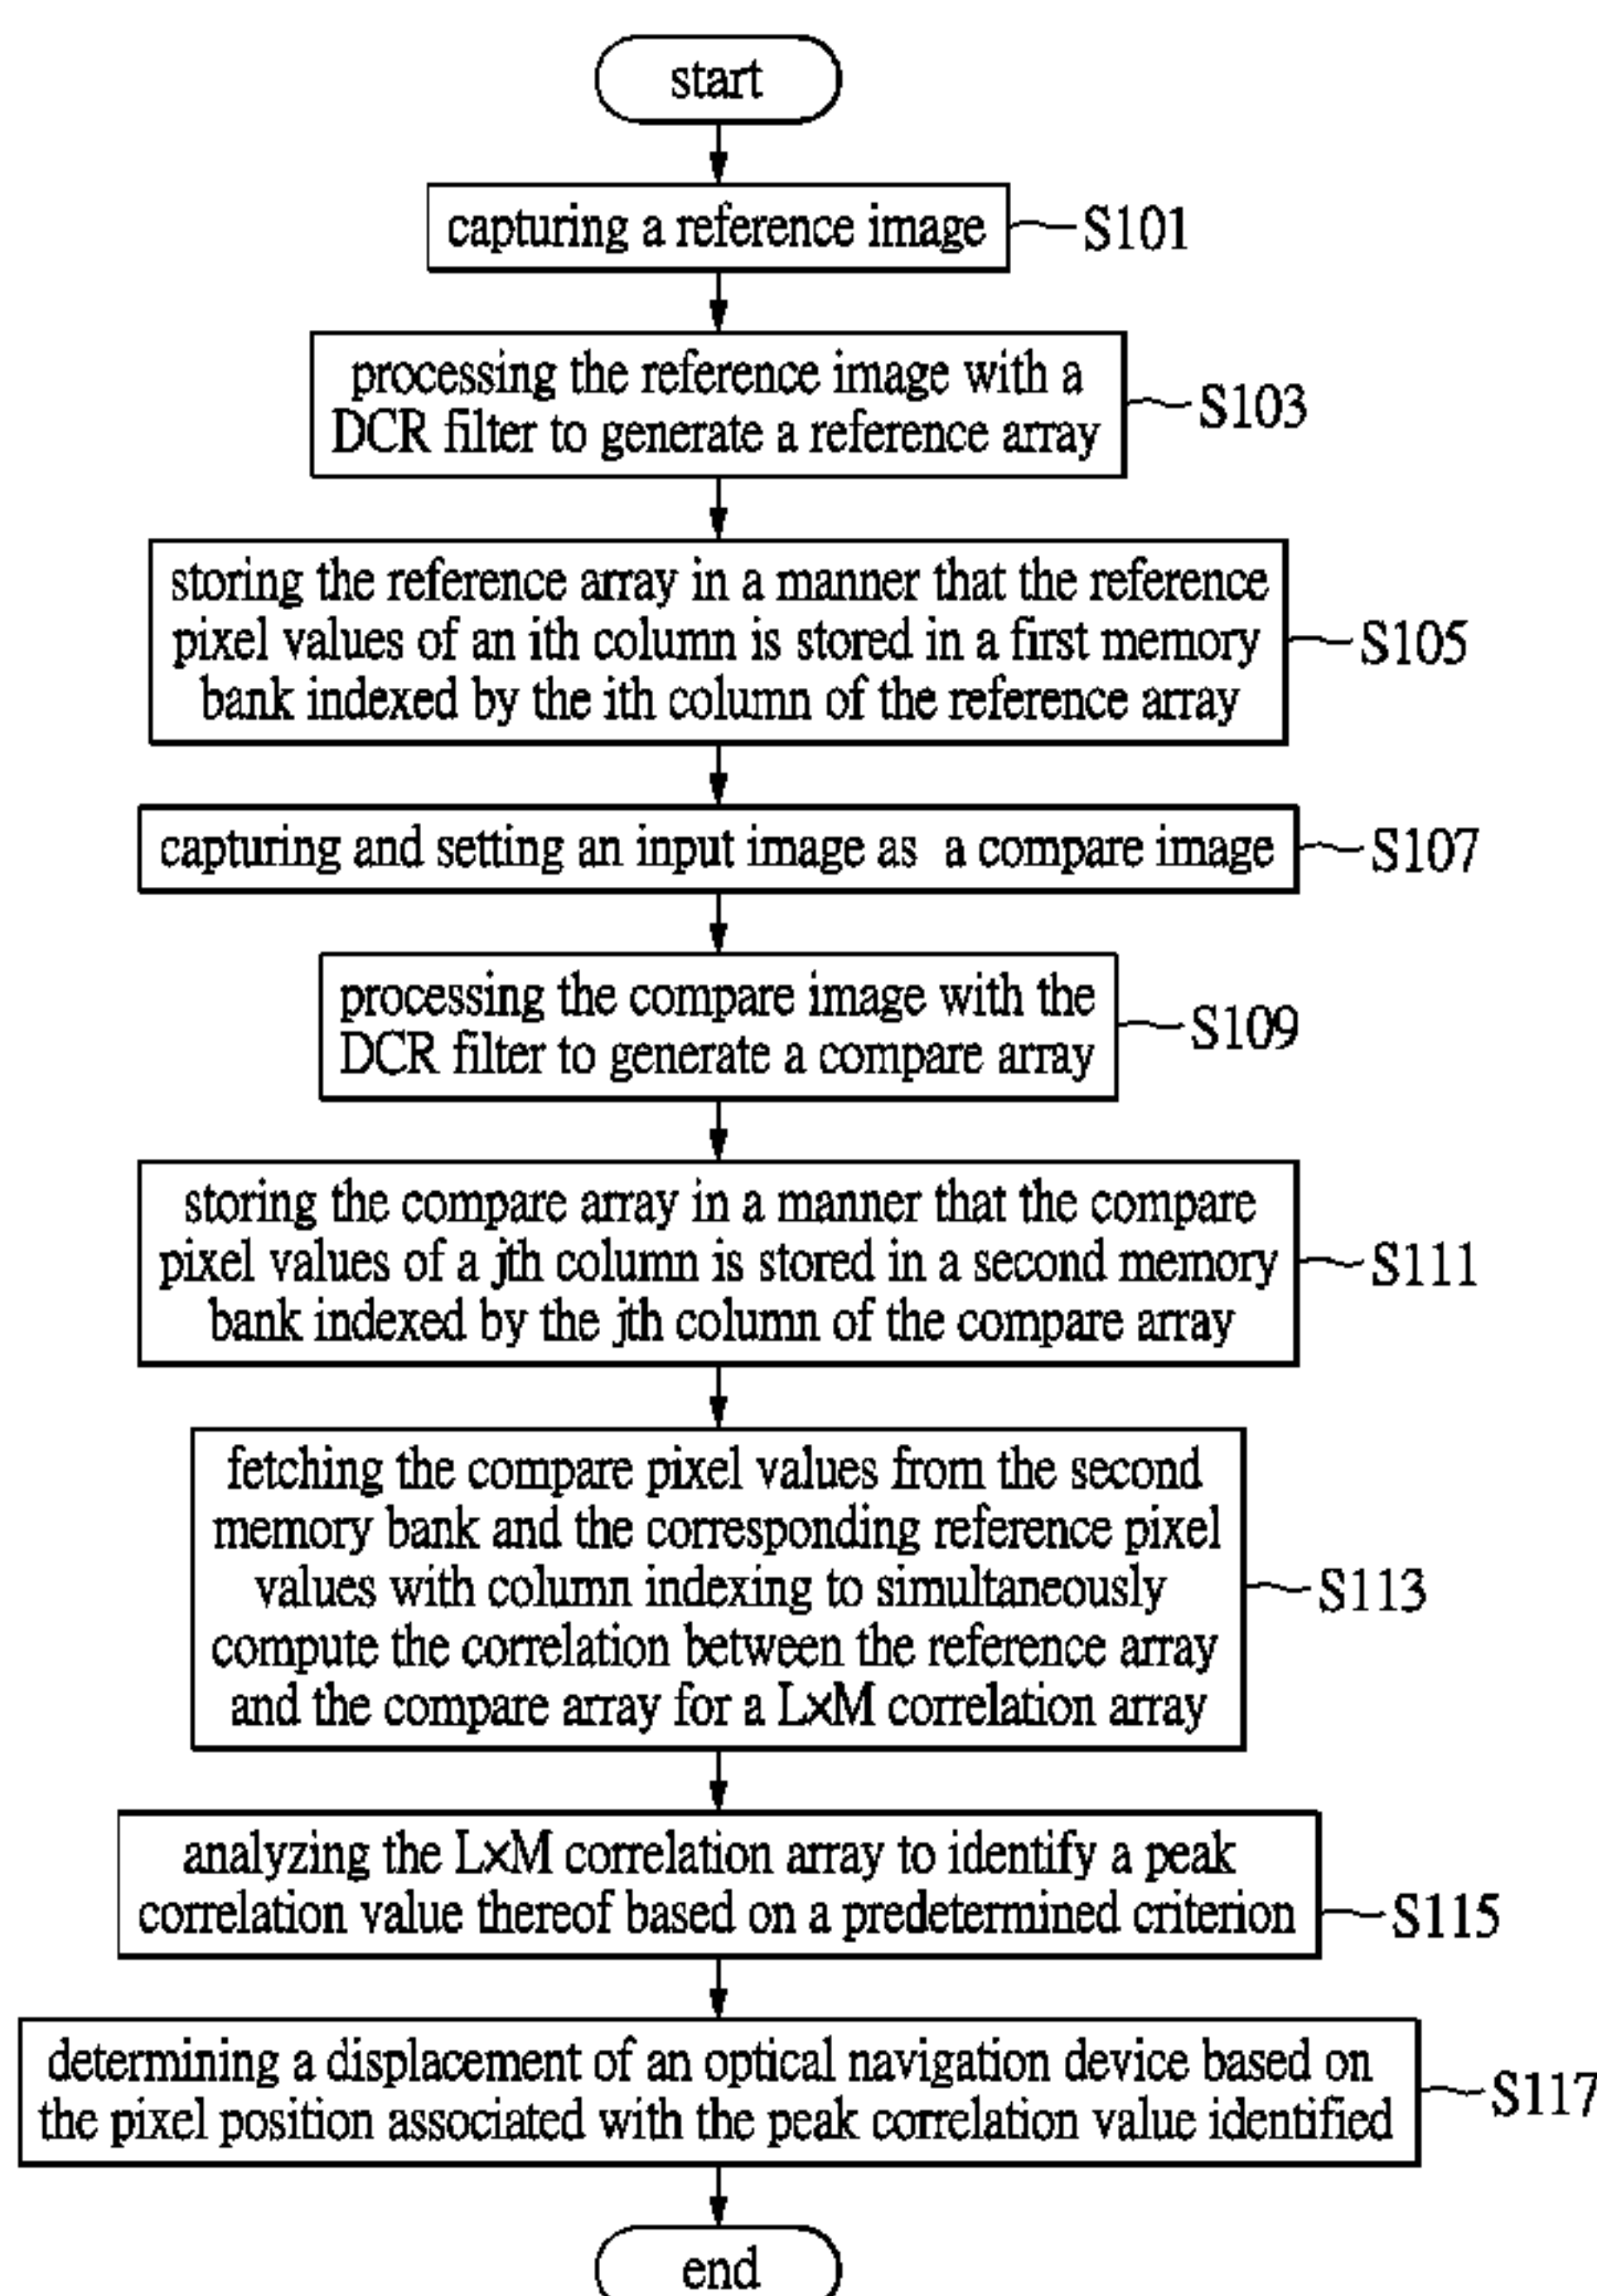 start
capturing a reference image
S101
processing the reference image with a
DCR filter to generate a reference array
S103
storing the reference array in a manner that the reference
pixel values of an ith column is stored in a first memory
bank indexed by the ith column of the reference array
S105
capturing and setting an input image as a compare image
S107
processing the compare image with the
DCR filter to generate a compare array
S109
storing the compare array in a manner that the compare
pixel values of a jth column is stored in a second memory
bank indexed by the jth column of the compare array
S111
fetching the compare pixel values from the second
memory bank and the corresponding reference pixel
values with column indexing to simultaneously
compute the correlation between the reference array
and the compare array for a L×M correlation array
S113
analyzing the L×M correlation array to identify a peak
correlation value thereof based on a predetermined criterion
S115
determining a displacement of an optical navigation device based on
the pixel position associated with the peak correlation value identified
S117
end